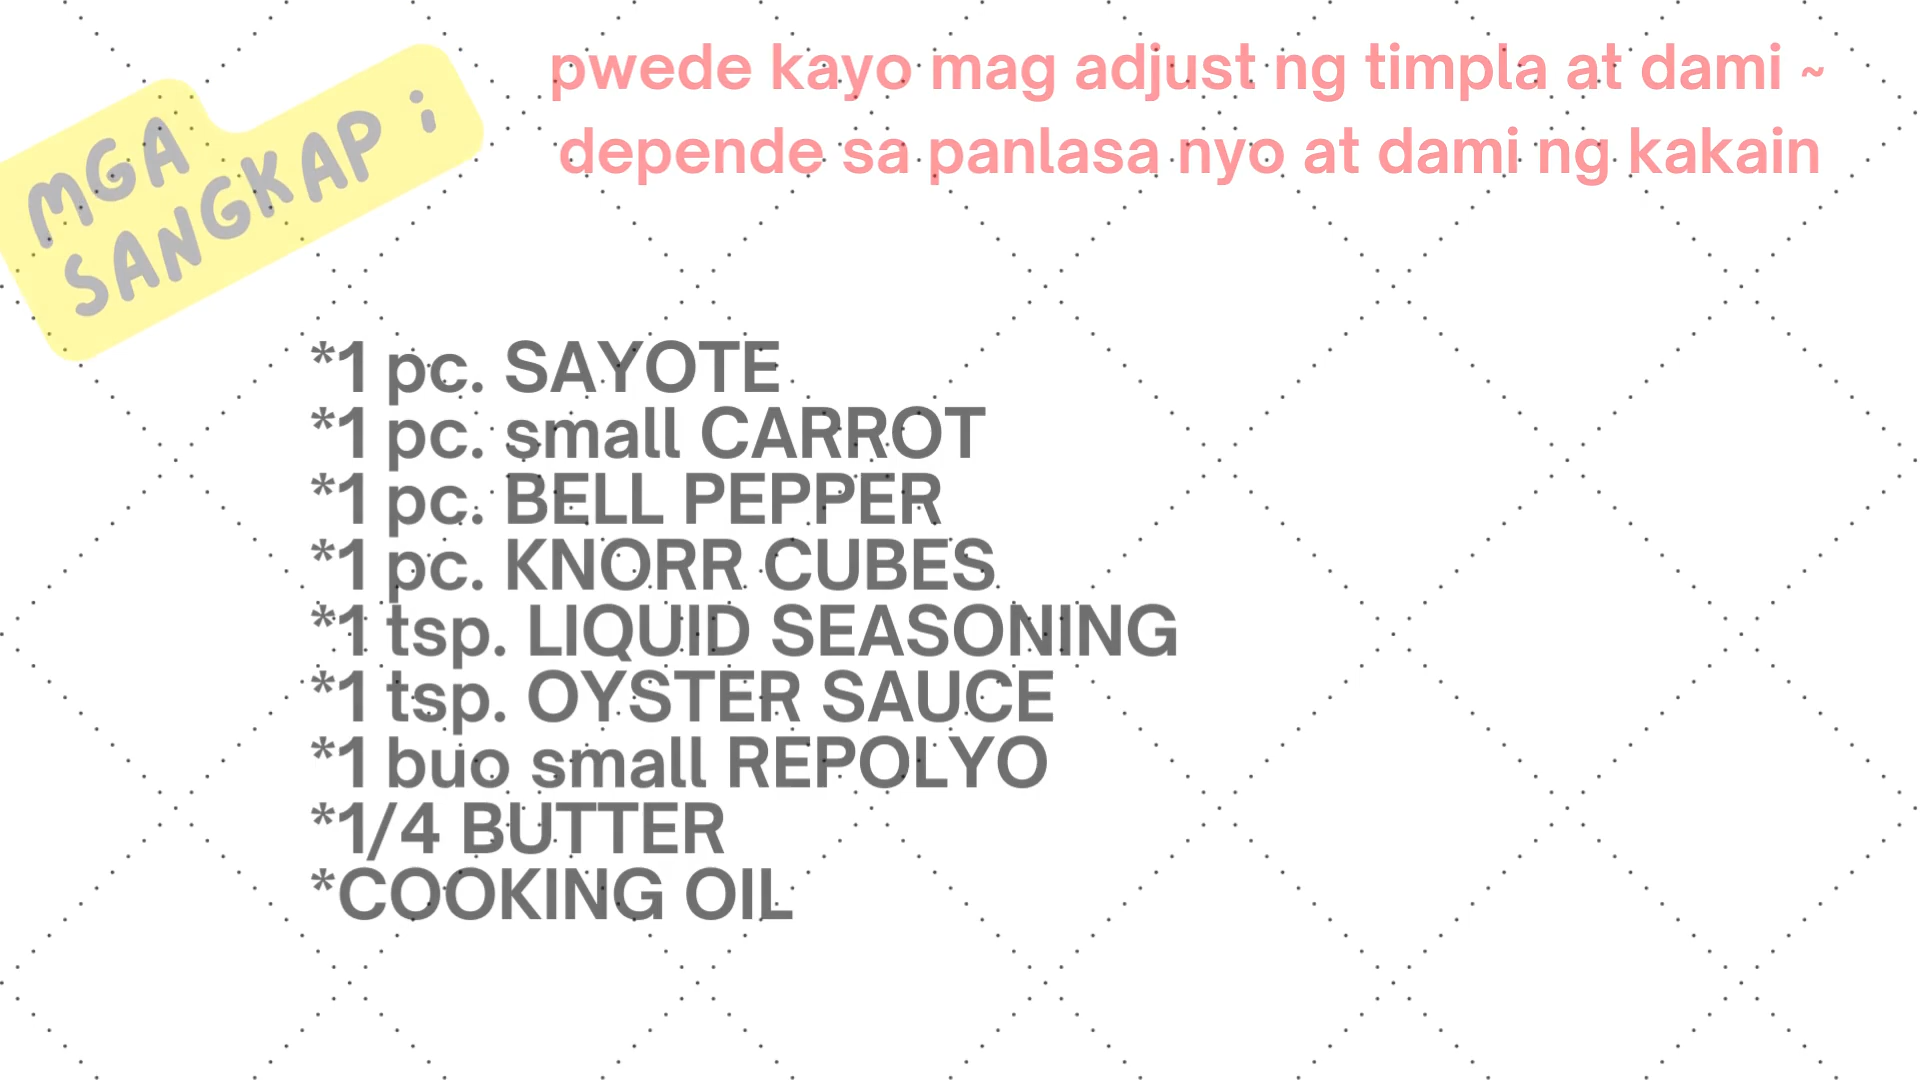 MGA
SANGKAP :
pwede kayo mag adjust ng timpla at dami ~
depende sa panlasa nyo at dami ng kakain
*1 pc. SAYOTE
*1 pc. small CARROT
*1 pc. BELL PEPPER
*1 pc. KNORR CUBES
*1 tsp. LIQUID SEASONING
*1 tsp. OYSTER SAUCE
*1 buo small REPOLYO
*1/4 BUTTER
*COOKING OIL